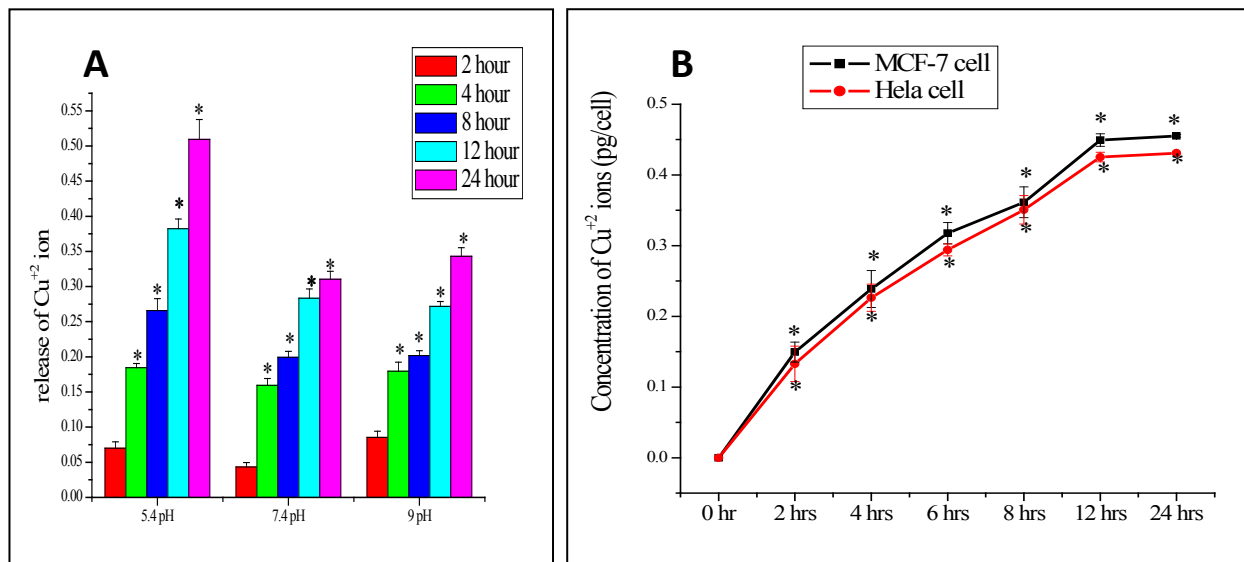 A
2 hour
4 hour
8 hour
12 hour
24 hour
release of Cu+2 ion
0.55
0.50
0.45
0.40
0.35
0.30
0.25
0.20
0.15
0.10
0.05
0.00
* * * *
* * * *
* * * *
5.4 pH 7.4 pH 9 pH
B
MCF-7 cell
Hela cell
Concentration of Cu+2 ions (pg/cell)
0.5
0.4
0.3
0.2
0.1
0.0
* * * * * *
* * * * * *
0 hr 2 hrs 4 hrs 6 hrs 8 hrs 12 hrs 24 hrs